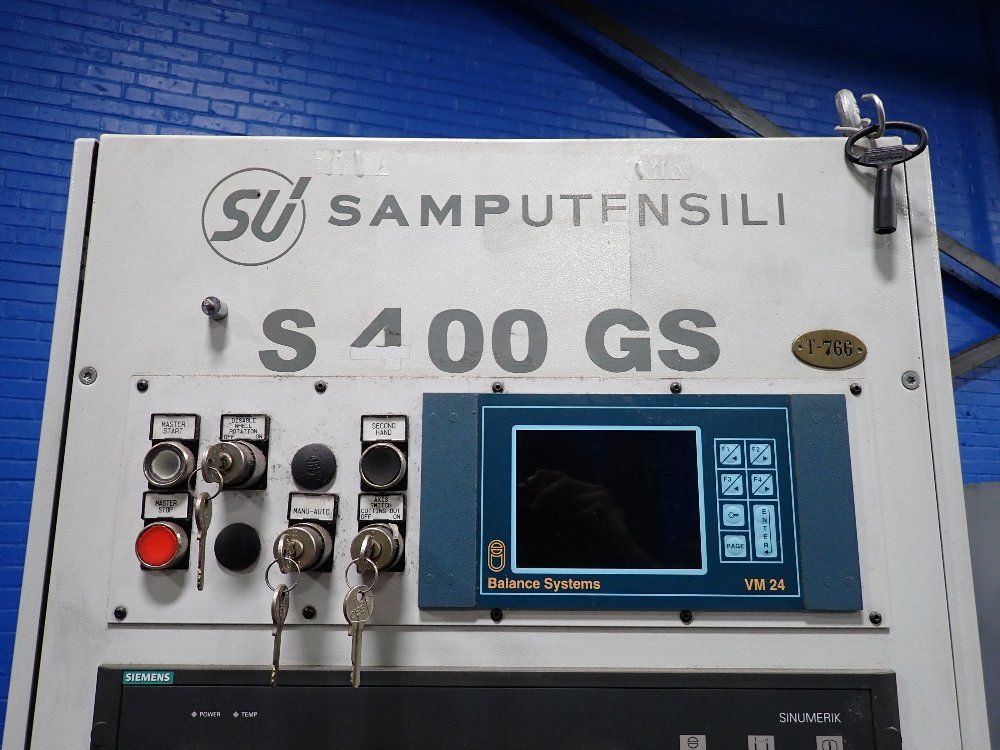 SU SAMPUTENSILI
S 400 GS
T-766
MASTER
START
DISABLE
WHEEL
ROTATION
OFF ON
SECOND
HAND
MASTER
STOP
MANU-AUTO
AXIS
SWITCH
CUTTING OUT
OFF ON
F1
F2
F3
F4
ENTER
PAGE
Balance Systems
VM 24
SIEMENS
POWER TEMP
SINUMERIK